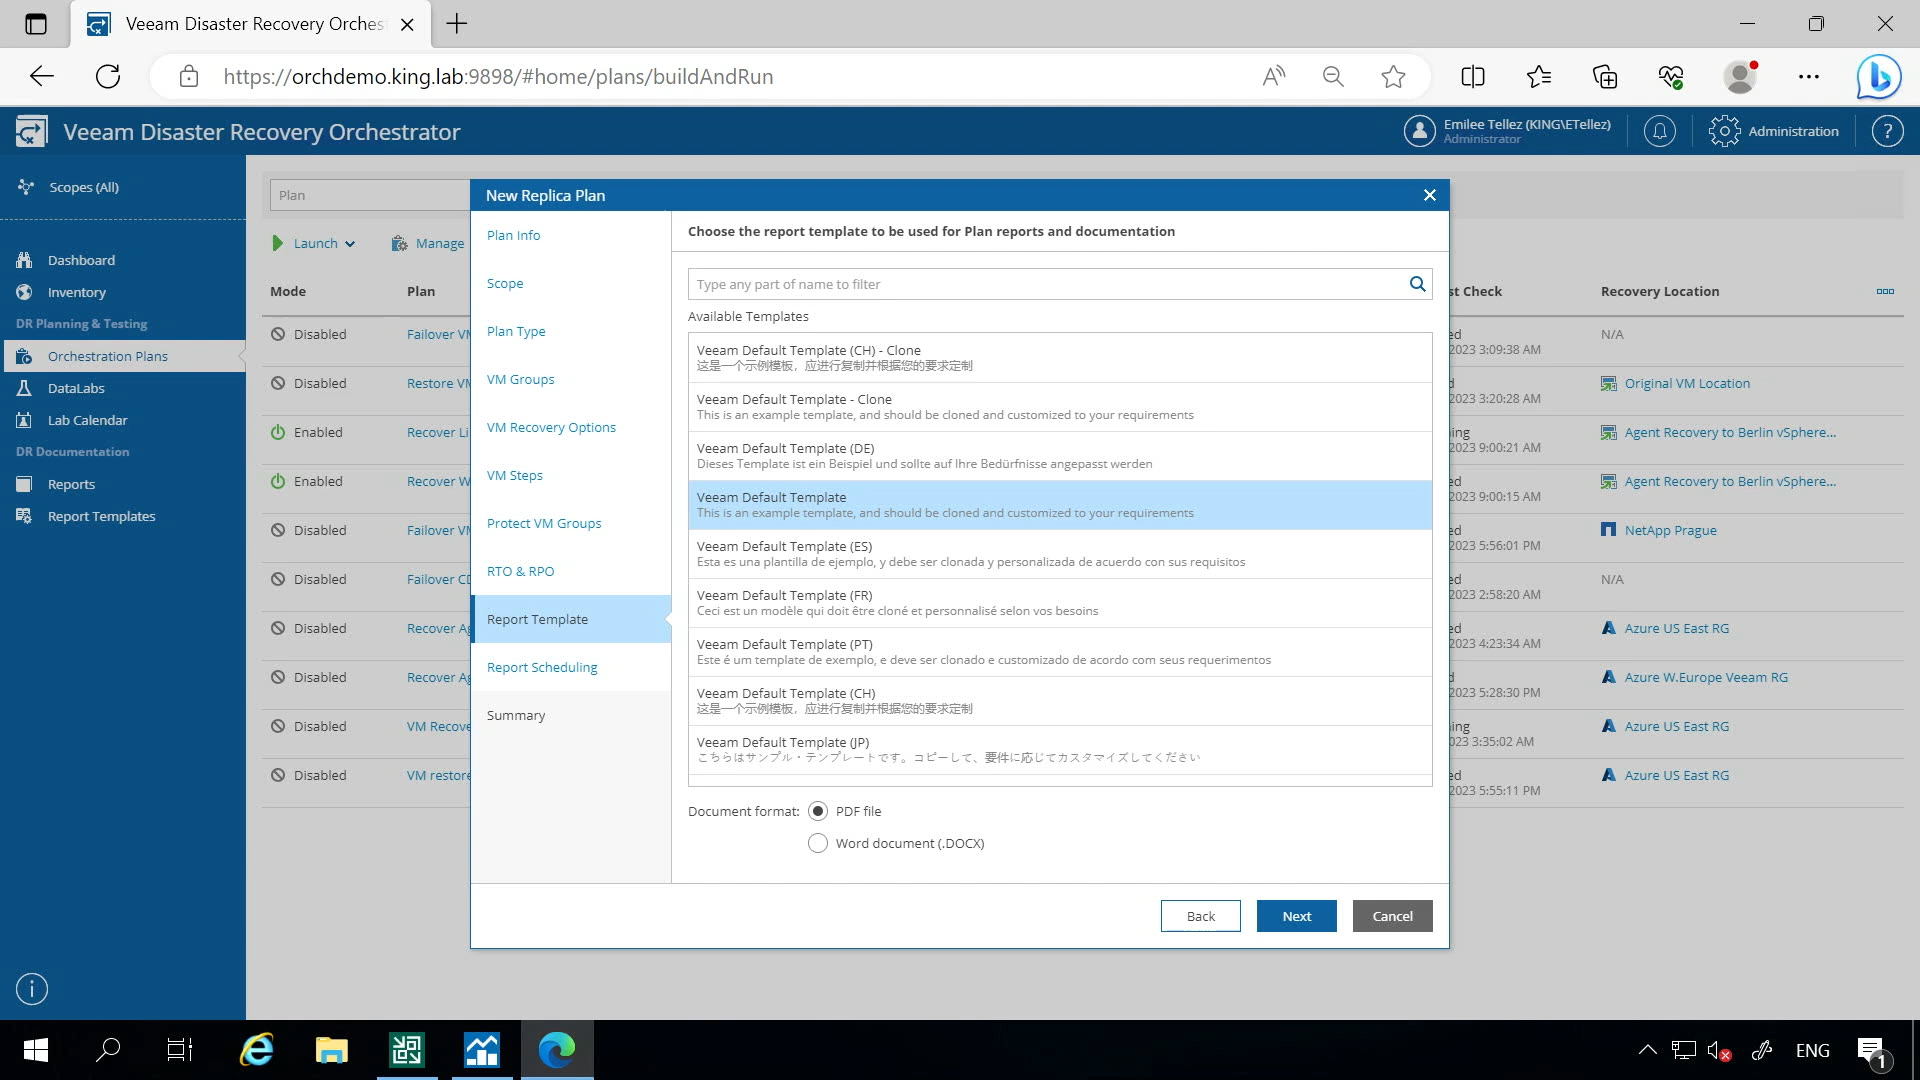 Veeam Disaster Recovery Orches
https://orchdemo.king.lab:9898/#home/plans/buildAndRun
Veeam Disaster Recovery Orchestrator
Emilee Tellez (KING\ETellez)
Administrator
Administration
Scopes (All)
Dashboard
Inventory
DR Planning & Testing
Orchestration Plans
DataLabs
Lab Calendar
DR Documentation
Reports
Report Templates
Plan
Launch
Manage
Mode
Plan
st Check
Recovery Location
Disabled
Failover VM
ed
2023 3:09:38 AM
N/A
Disabled
Restore VM
d
2023 3:20:28 AM
Original VM Location
Enabled
Recover Li
ing
2023 9:00:21 AM
Agent Recovery to Berlin vSphere...
Enabled
Recover W
ed
2023 9:00:15 AM
Agent Recovery to Berlin vSphere...
Disabled
Failover VM
ed
2023 5:56:01 PM
NetApp Prague
Disabled
Failover CD
ed
2023 2:58:20 AM
N/A
Disabled
Recover Ag
ed
2023 4:23:34 AM
Azure US East RG
Disabled
Recover Ag
d
2023 5:28:30 PM
Azure W.Europe Veeam RG
Disabled
VM Recove
ing
023 3:35:02 AM
Azure US East RG
Disabled
VM restore
ed
2023 5:55:11 PM
Azure US East RG
New Replica Plan
Plan Info
Scope
Plan Type
VM Groups
VM Recovery Options
VM Steps
Protect VM Groups
RTO & RPO
Report Template
Report Scheduling
Summary
Choose the report template to be used for Plan reports and documentation
Type any part of name to filter
Available Templates
Veeam Default Template (CH) - Clone
这是一个示例模板，应进行复制并根据您的要求定制
Veeam Default Template - Clone
This is an example template, and should be cloned and customized to your requirements
Veeam Default Template (DE)
Dieses Template ist ein Beispiel und sollte auf Ihre Bedürfnisse angepasst werden
Veeam Default Template
This is an example template, and should be cloned and customized to your requirements
Veeam Default Template (ES)
Esta es una plantilla de ejemplo, y debe ser clonada y personalizada de acuerdo con sus requisitos
Veeam Default Template (FR)
Ceci est un modèle qui doit être cloné et personnalisé selon vos besoins
Veeam Default Template (PT)
Este é um template de exemplo, e deve ser clonado e customizado de acordo com seus requerimentos
Veeam Default Template (CH)
这是一个示例模板，应进行复制并根据您的要求定制
Veeam Default Template (JP)
こちらはサンプル・テンプレートです。コピーして、要件に応じてカスタマイズしてください
Document format:
PDF file
Word document (.DOCX)
Back
Next
Cancel
ENG
1